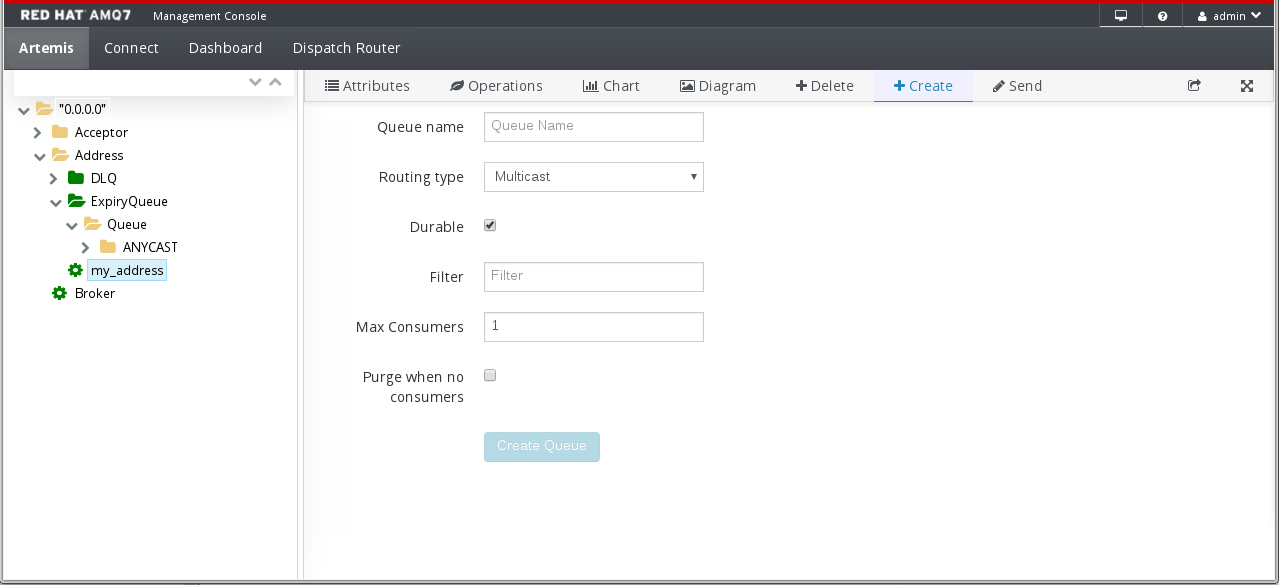 RED HAT AMQ7 Management Console admin
Artemis Connect Dashboard Dispatch Router
Attributes Operations Chart Diagram Delete Create Send
"0.0.0.0"
Acceptor
Address
DLQ
ExpiryQueue
Queue
ANYCAST
my_address
Broker
Queue name Queue Name
Routing type Multicast
Durable
Filter Filter
Max Consumers 1
Purge when no
consumers
Create Queue